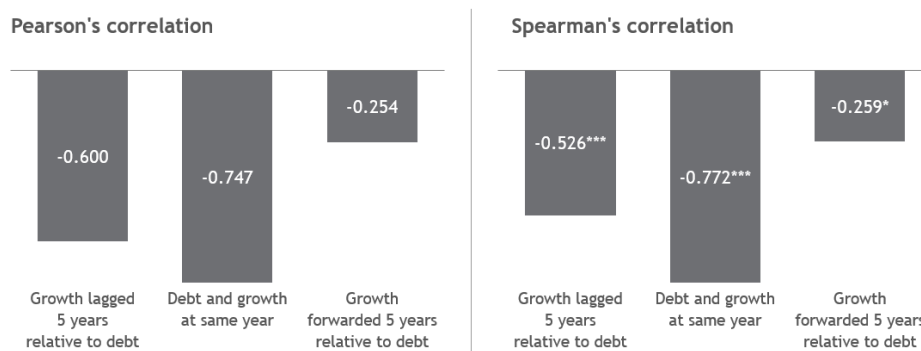 Pearson's correlation
-0.600
-0.747
-0.254
Growth lagged
5 years
relative to debt
Debt and growth
at same year
Growth
forwarded 5 years
relative to debt
Spearman's correlation
-0.526***
-0.772***
-0.259*
Growth lagged
5 years
relative to debt
Debt and growth
at same year
Growth
forwarded 5 years
relative to debt